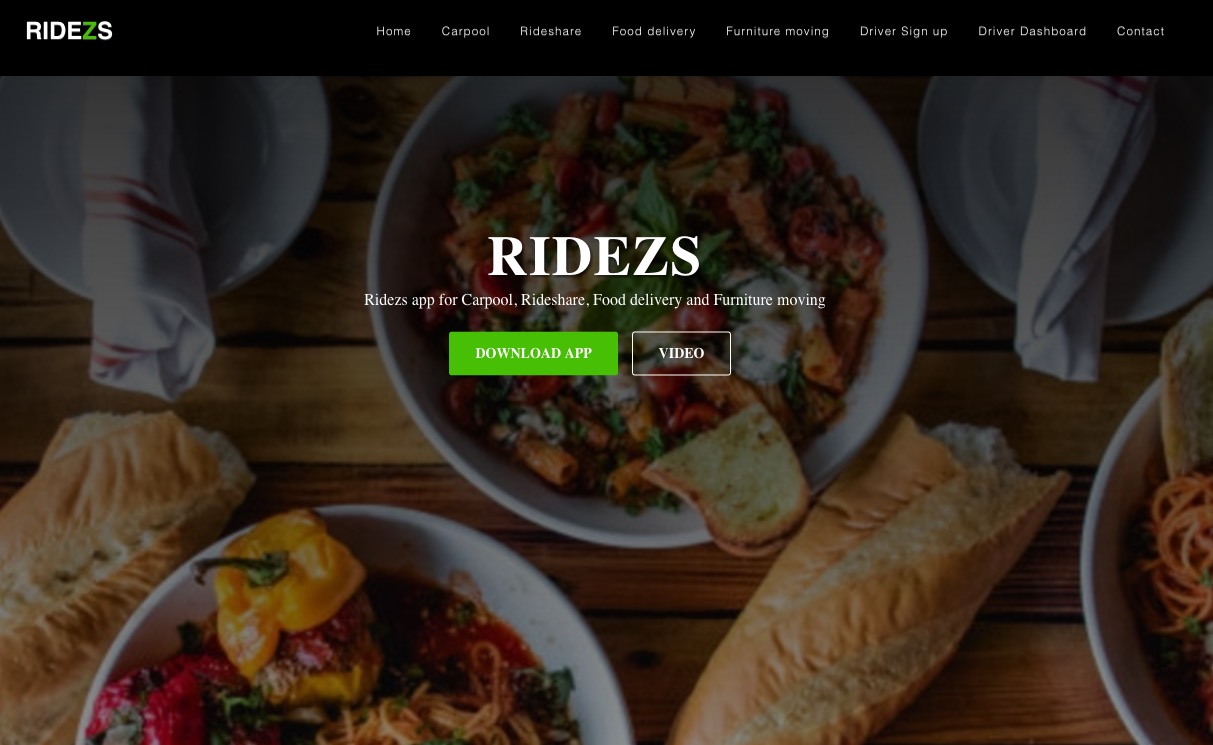 RIDEZS
Home Carpool Rideshare Food delivery Furniture moving Driver Sign up Driver Dashboard Contact
RIDEZS
Ridezs app for Carpool, Rideshare, Food delivery and Furniture moving
DOWNLOAD APP VIDEO